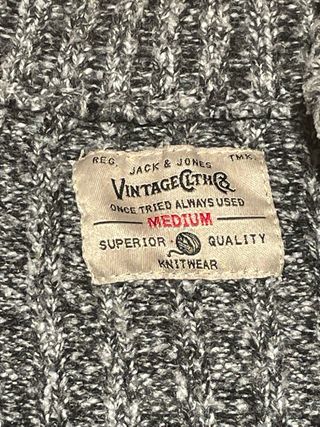 REG. JACK & JONES TMK.
VINTAGE CLTH Co
ONCE TRIED ALWAYS USED
MEDIUM
SUPERIOR QUALITY
KNITWEAR